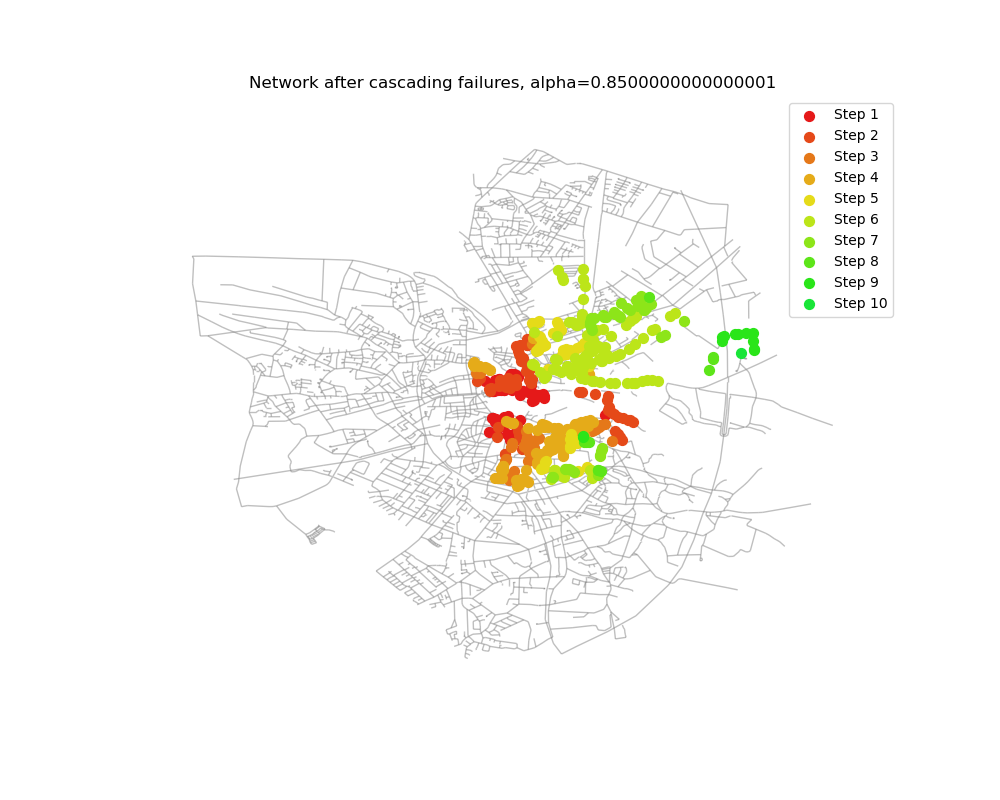 Network after cascading failures, alpha=0.8500000000000001
Step 1
Step 2
Step 3
Step 4
Step 5
Step 6
Step 7
Step 8
Step 9
Step 10